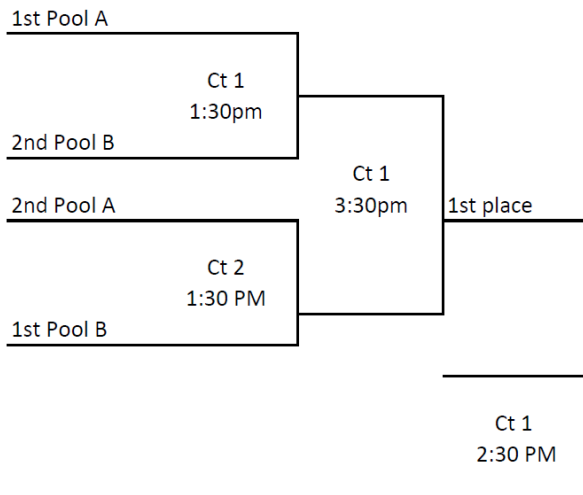 1st Pool A
Ct 1
1:30pm
2nd Pool B
Ct 1
3:30pm
2nd Pool A
1st place
Ct 2
1:30 PM
1st Pool B
Ct 1
2:30 PM